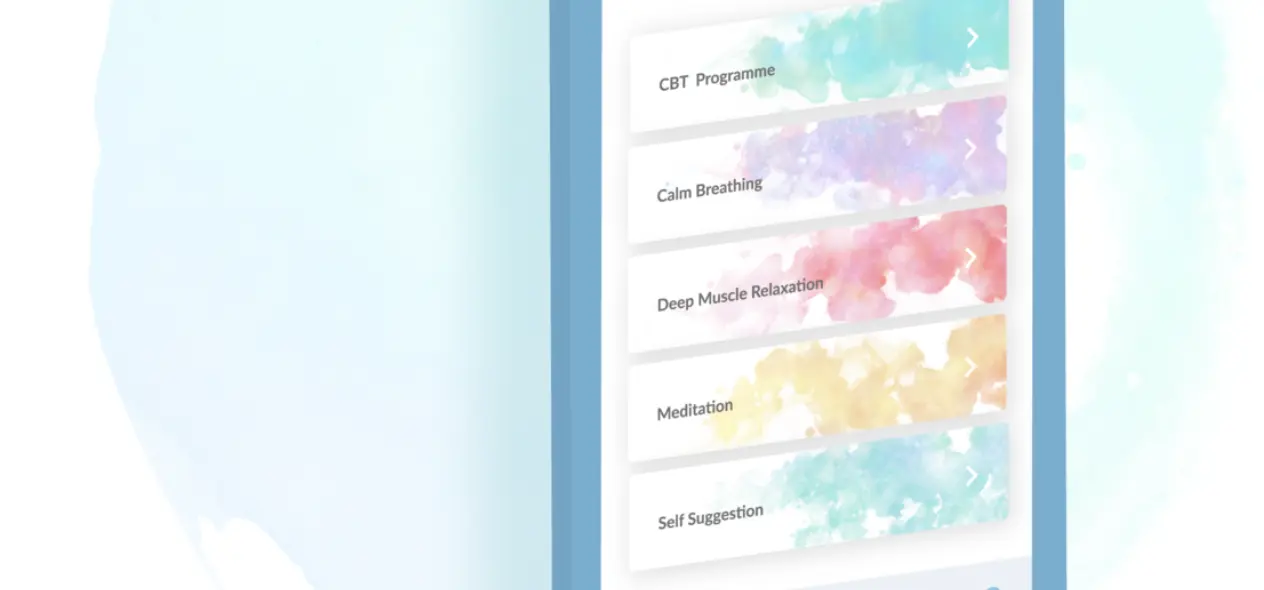 CBT Programme
Calm Breathing
Deep Muscle Relaxation
Meditation
Self Suggestion